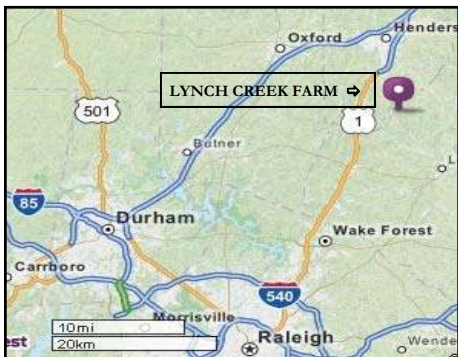 Oxford
Henders
LYNCH CREEK FARM ⇨
501
1
Butner
L
85
Durham
Wake Forest
Carrboro
540
10mi
Morrisville
20km
est
Raleigh
Wende